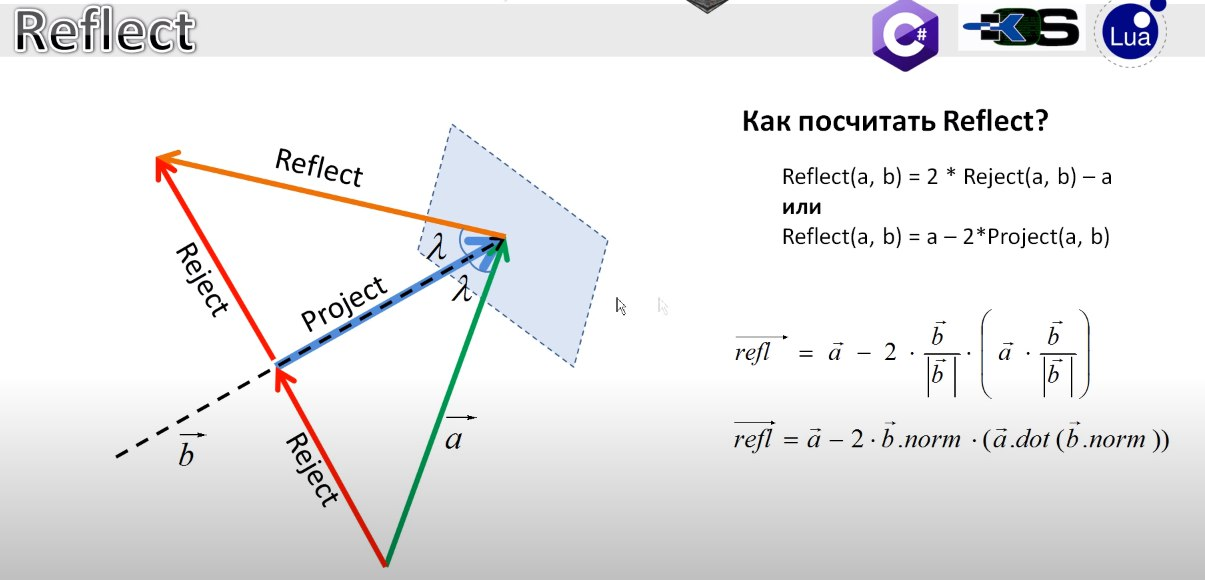 Reflect
C#
KOS
Lua
Как посчитать Reflect?
Reflect(a, b) = 2 * Reject(a, b) – a
или
Reflect(a, b) = a – 2*Project(a, b)
refl = a − 2 · b/|b| · ( a · b/|b| )
refl = a − 2 · b.norm · (a.dot (b.norm ))
Reflect
λ
λ
Reject
Project
b
Reject
a